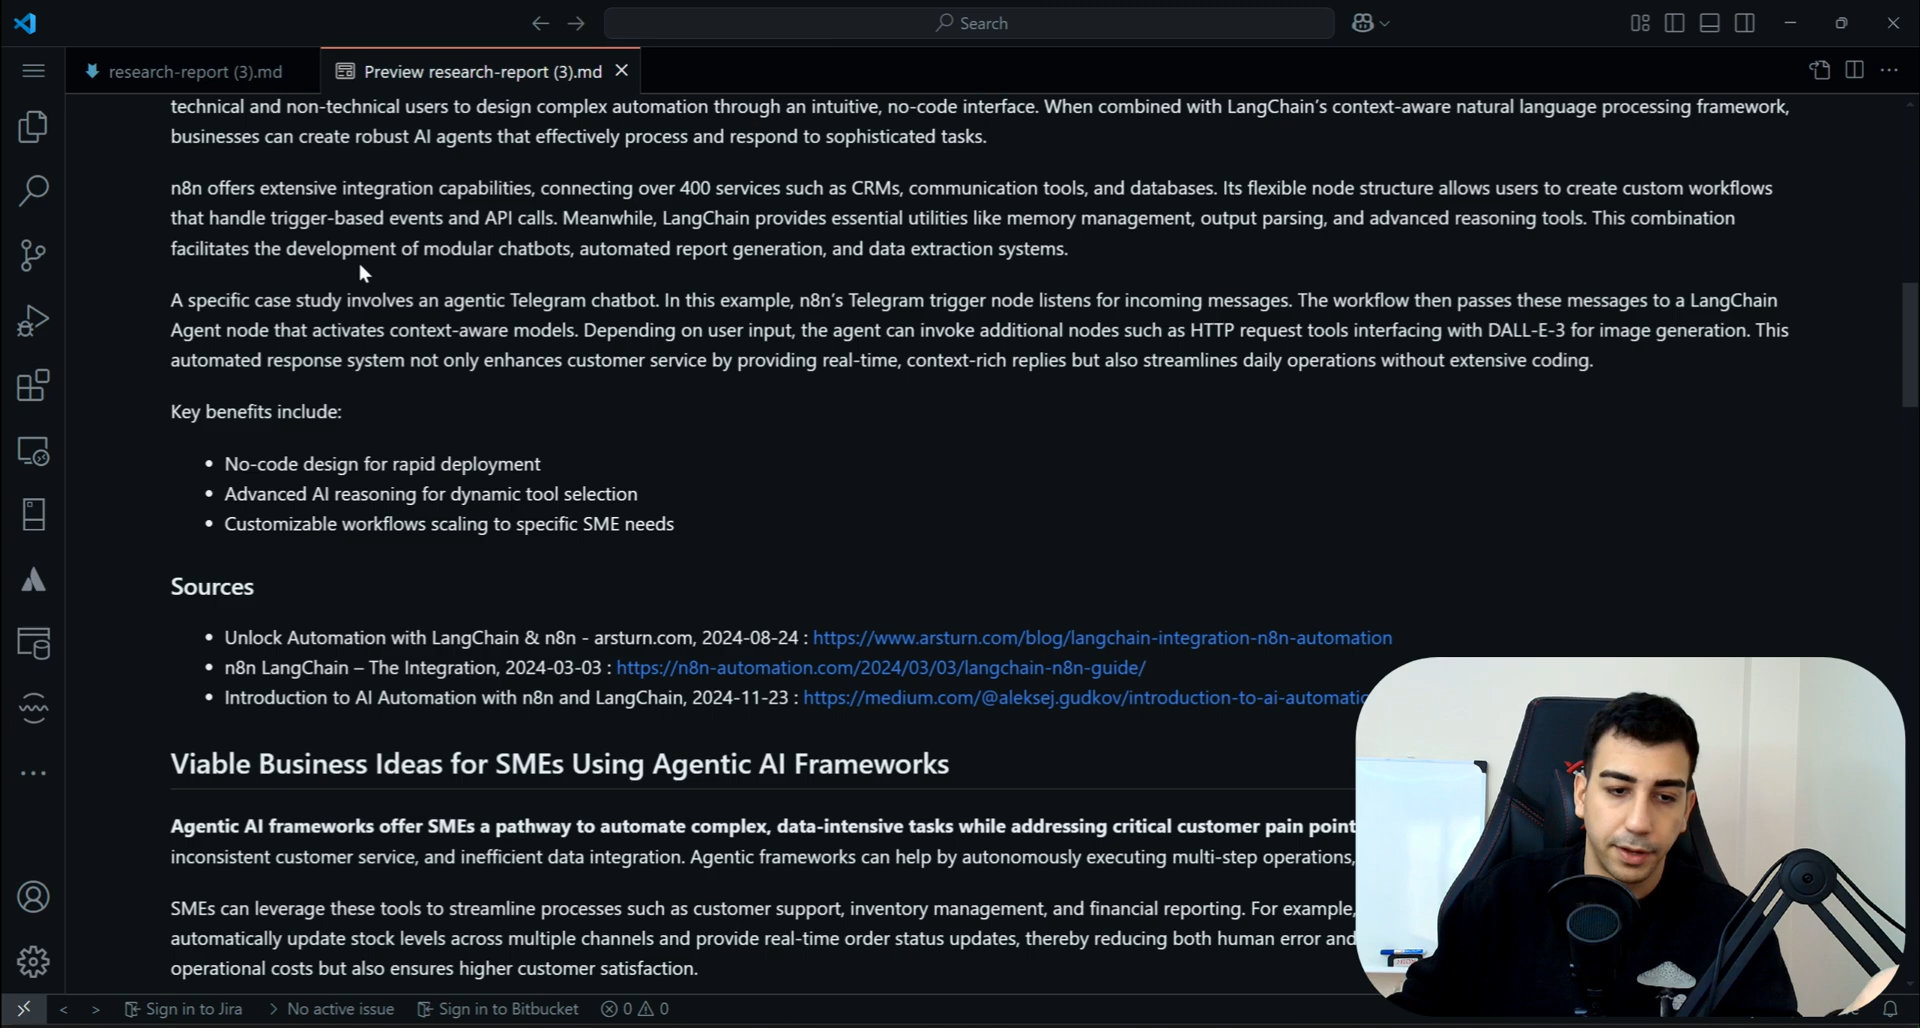 Search
research-report (3).md
Preview research-report (3).md
technical and non-technical users to design complex automation through an intuitive, no-code interface. When combined with LangChain's context-aware natural language processing framework,
businesses can create robust AI agents that effectively process and respond to sophisticated tasks.
n8n offers extensive integration capabilities, connecting over 400 services such as CRMs, communication tools, and databases. Its flexible node structure allows users to create custom workflows
that handle trigger-based events and API calls. Meanwhile, LangChain provides essential utilities like memory management, output parsing, and advanced reasoning tools. This combination
facilitates the development of modular chatbots, automated report generation, and data extraction systems.
A specific case study involves an agentic Telegram chatbot. In this example, n8n's Telegram trigger node listens for incoming messages. The workflow then passes these messages to a LangChain
Agent node that activates context-aware models. Depending on user input, the agent can invoke additional nodes such as HTTP request tools interfacing with DALL-E-3 for image generation. This
automated response system not only enhances customer service by providing real-time, context-rich replies but also streamlines daily operations without extensive coding.
Key benefits include:
• No-code design for rapid deployment
• Advanced AI reasoning for dynamic tool selection
• Customizable workflows scaling to specific SME needs
Sources
• Unlock Automation with LangChain & n8n - arsturn.com, 2024-08-24 : https://www.arsturn.com/blog/langchain-integration-n8n-automation
• n8n LangChain – The Integration, 2024-03-03 : https://n8n-automation.com/2024/03/03/langchain-n8n-guide/
• Introduction to AI Automation with n8n and LangChain, 2024-11-23 : https://medium.com/@aleksej.gudkov/introduction-to-ai-automatio
Viable Business Ideas for SMEs Using Agentic AI Frameworks
Agentic AI frameworks offer SMEs a pathway to automate complex, data-intensive tasks while addressing critical customer pain point
inconsistent customer service, and inefficient data integration. Agentic frameworks can help by autonomously executing multi-step operations,
SMEs can leverage these tools to streamline processes such as customer support, inventory management, and financial reporting. For example,
automatically update stock levels across multiple channels and provide real-time order status updates, thereby reducing both human error and
operational costs but also ensures higher customer satisfaction.
Sign in to Jira > No active issue Sign in to Bitbucket 0 0